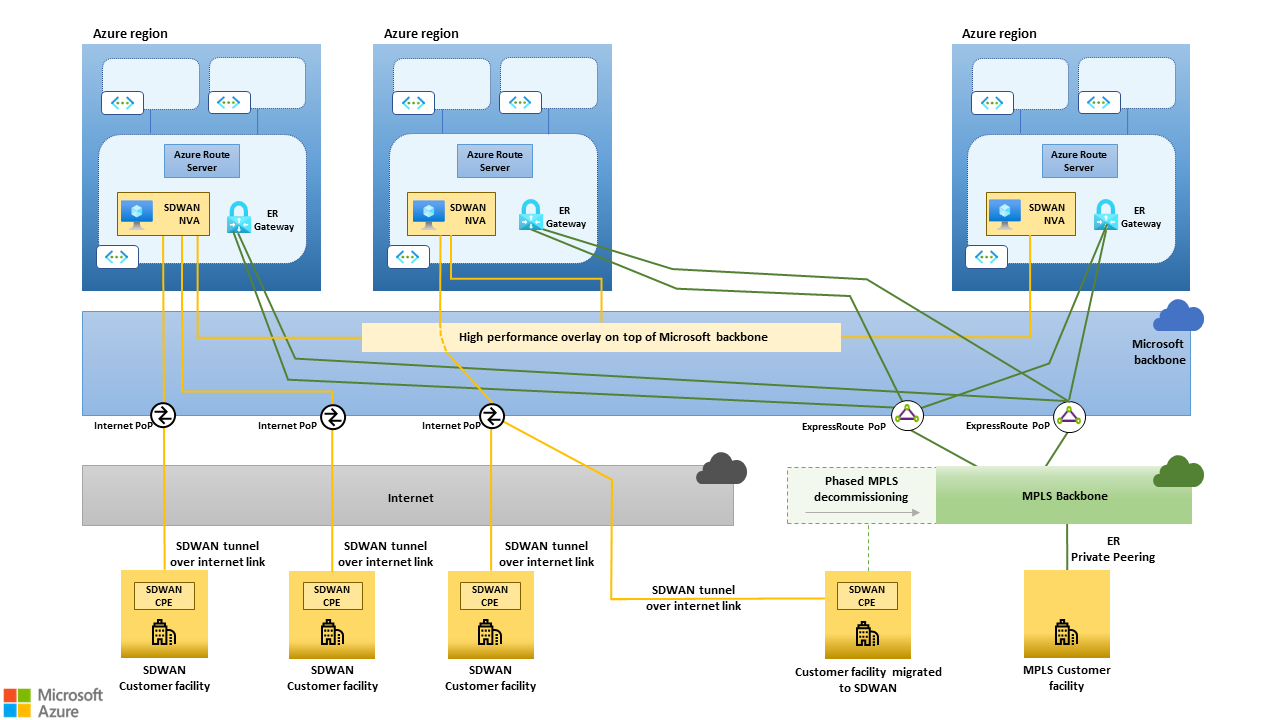 Azure region
Azure region
Azure region
Azure Route
Server
Azure Route
Server
Azure Route
Server
SDWAN
NVA
ER
Gateway
SDWAN
NVA
ER
Gateway
SDWAN
NVA
ER
Gateway
High performance overlay on top of Microsoft backbone
Microsoft
backbone
Internet PoP
Internet PoP
Internet PoP
ExpressRoute PoP
ExpressRoute PoP
Internet
Phased MPLS
decommissioning
MPLS Backbone
SDWAN tunnel
over internet link
SDWAN tunnel
over internet link
SDWAN tunnel
over internet link
ER
Private Peering
SDWAN tunnel
over internet link
SDWAN
CPE
SDWAN
CPE
SDWAN
CPE
SDWAN
CPE
SDWAN
Customer facility
SDWAN
Customer facility
SDWAN
Customer facility
Customer facility migrated
to SDWAN
MPLS Customer
facility
Microsoft
Azure